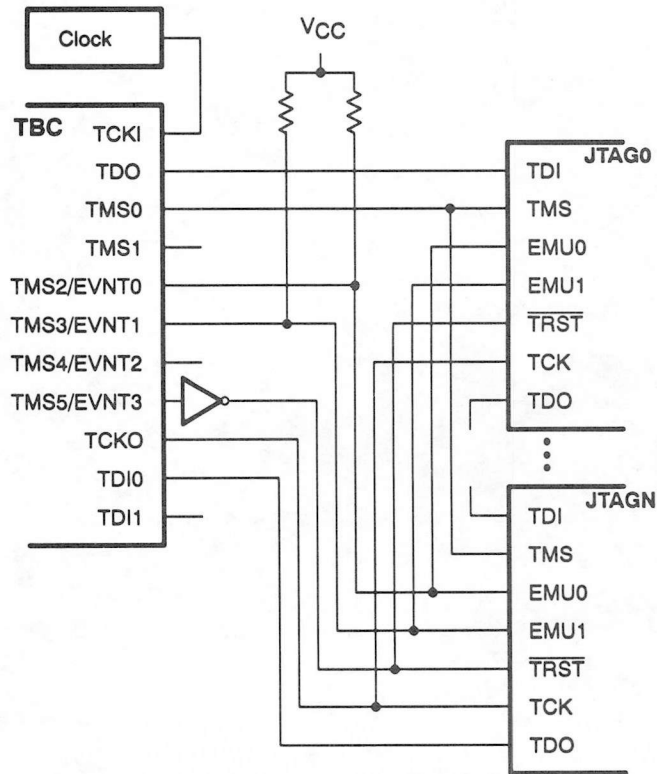 Clock
VCC
TBC
TCKI
TDO
TMS0
TMS1
TMS2/EVNT0
TMS3/EVNT1
TMS4/EVNT2
TMS5/EVNT3
TCKO
TDI0
TDI1
JTAG0
TDI
TMS
EMU0
EMU1
TRST
TCK
TDO
JTAGN
TDI
TMS
EMU0
EMU1
TRST
TCK
TDO